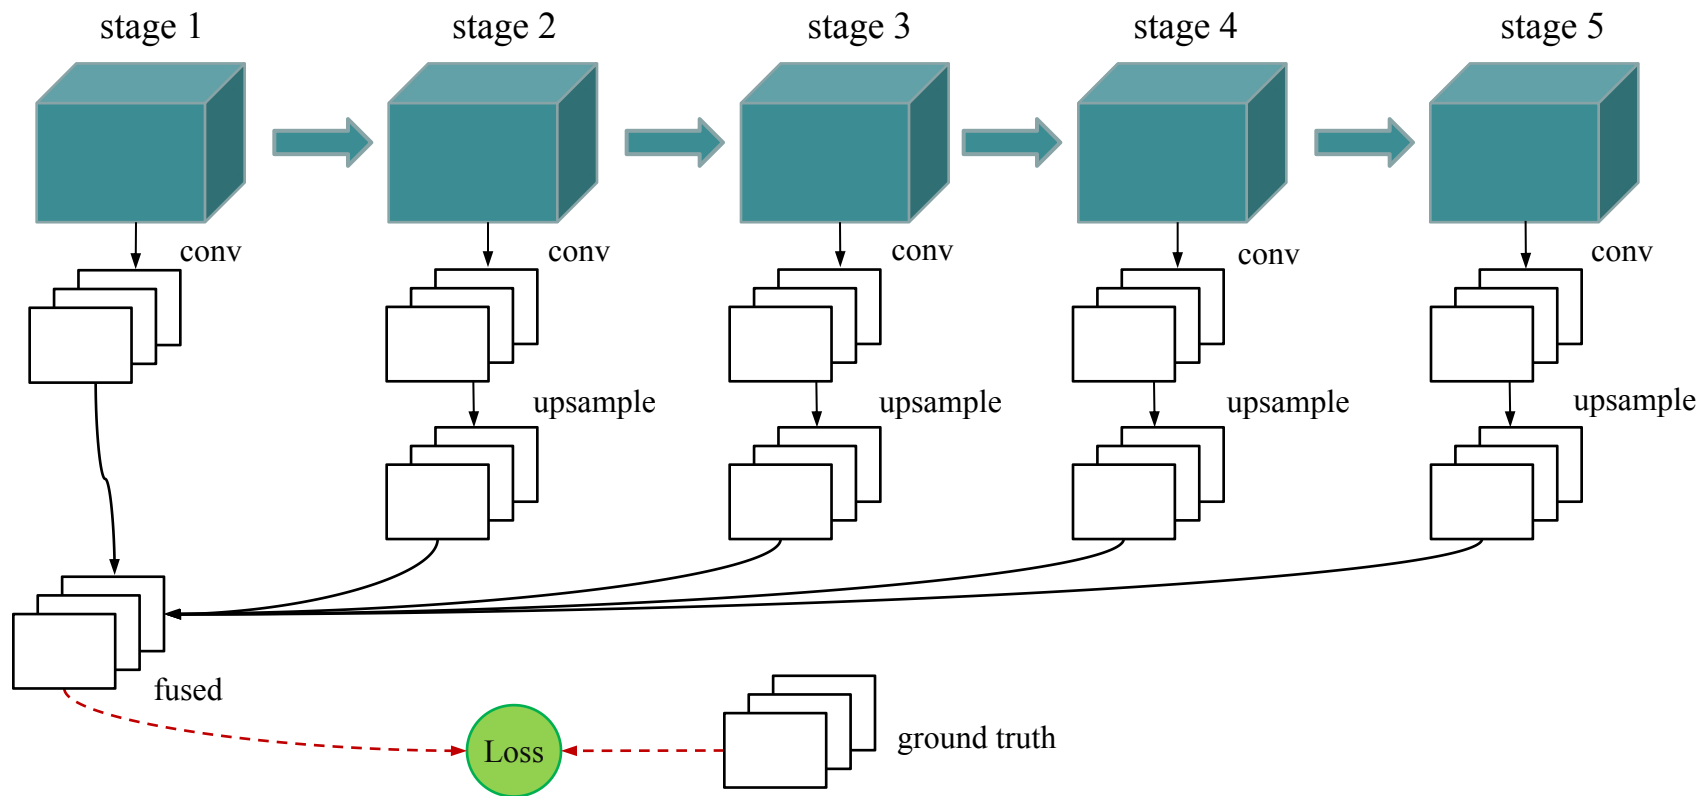 stage 1
stage 2
stage 3
stage 4
stage 5
conv
conv
conv
conv
conv
upsample
upsample
upsample
upsample
fused
ground truth
Loss